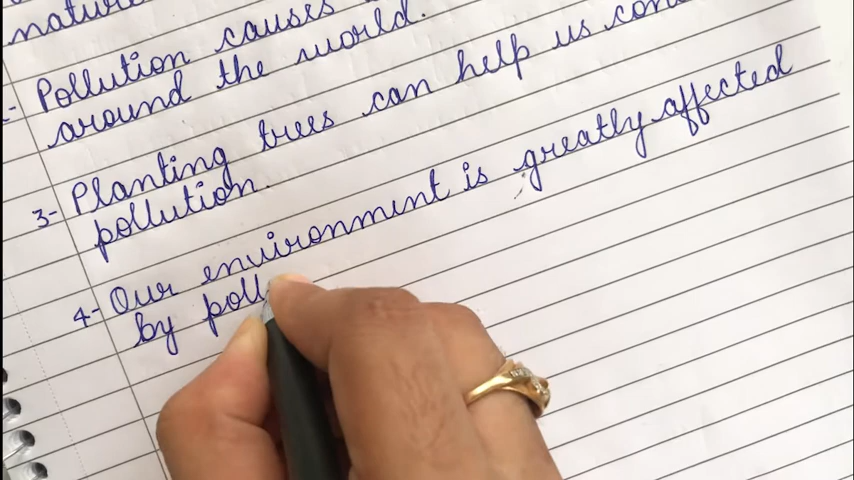 Pollution causes
around the world.
3- Planting trees can help us
pollution.
4- Our environment is greatly affected
by poll